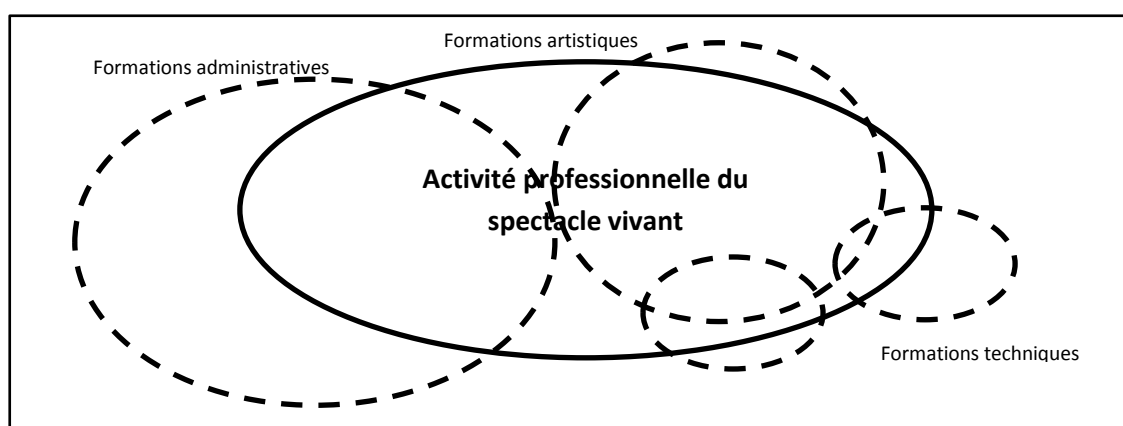 Formations artistiques
Formations administratives
Activité professionnelle du
spectacle vivant
Formations techniques